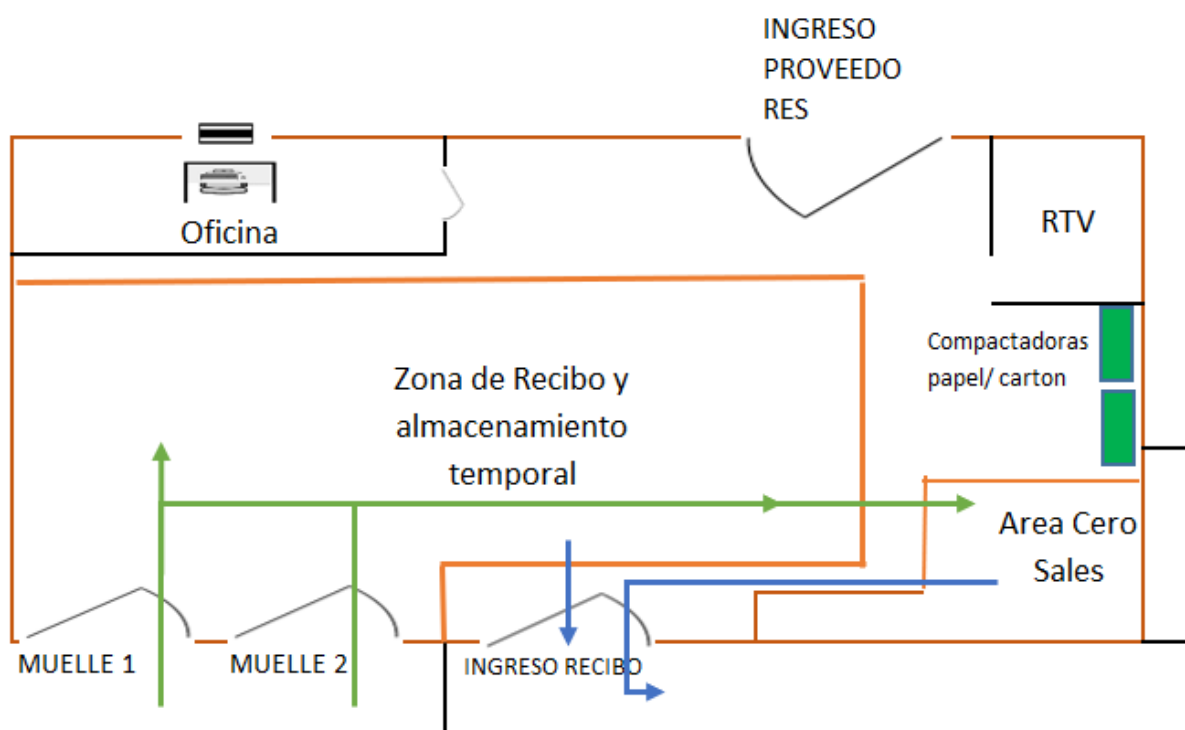 INGRESO
PROVEEDO
RES
Oficina
RTV
Compactadoras
papel/ carton
Zona de Recibo y
almacenamiento
temporal
Area Cero
Sales
MUELLE 1
MUELLE 2
INGRESO RECIBO